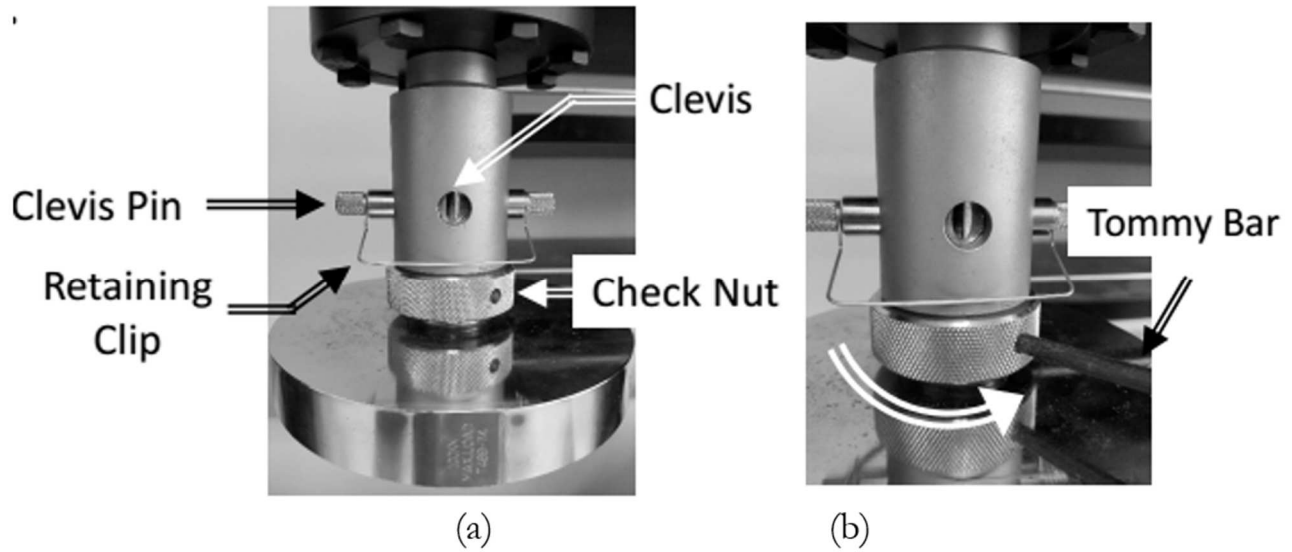 Clevis
Clevis Pin
Retaining
Clip
Check Nut
Tommy Bar
(a)
(b)